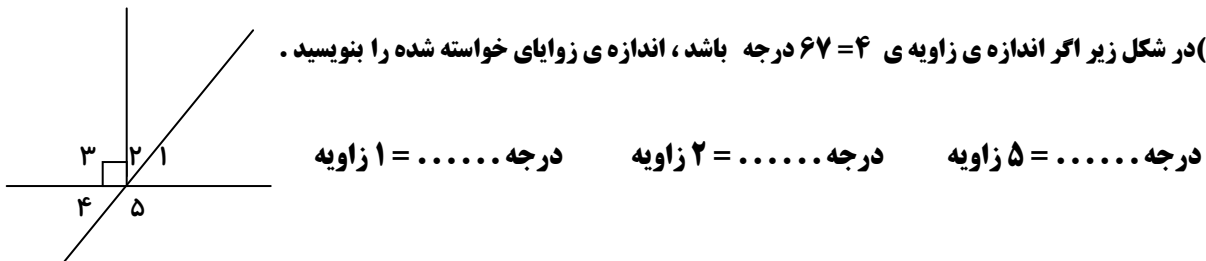 )در شکل زیر اگر اندازه ی زاویه ی ۴= ۶۷ درجه باشد ، اندازه ی زوایای خواسته شده را بنویسید .
درجه ...... = ۵ زاویه درجه ...... = ۲ زاویه درجه ...... = ۱ زاویه
۳ ۲ ۱
۴ ۵